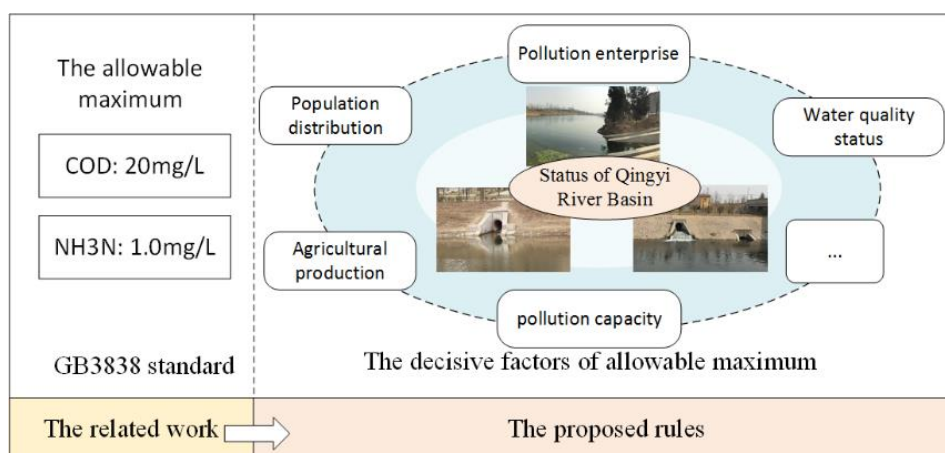 The allowable
maximum
COD: 20mg/L
NH3N: 1.0mg/L
GB3838 standard
The related work
Pollution enterprise
Population
distribution
Water quality
status
Status of Qingyi
River Basin
Agricultural
production
...
pollution capacity
The decisive factors of allowable maximum
The proposed rules